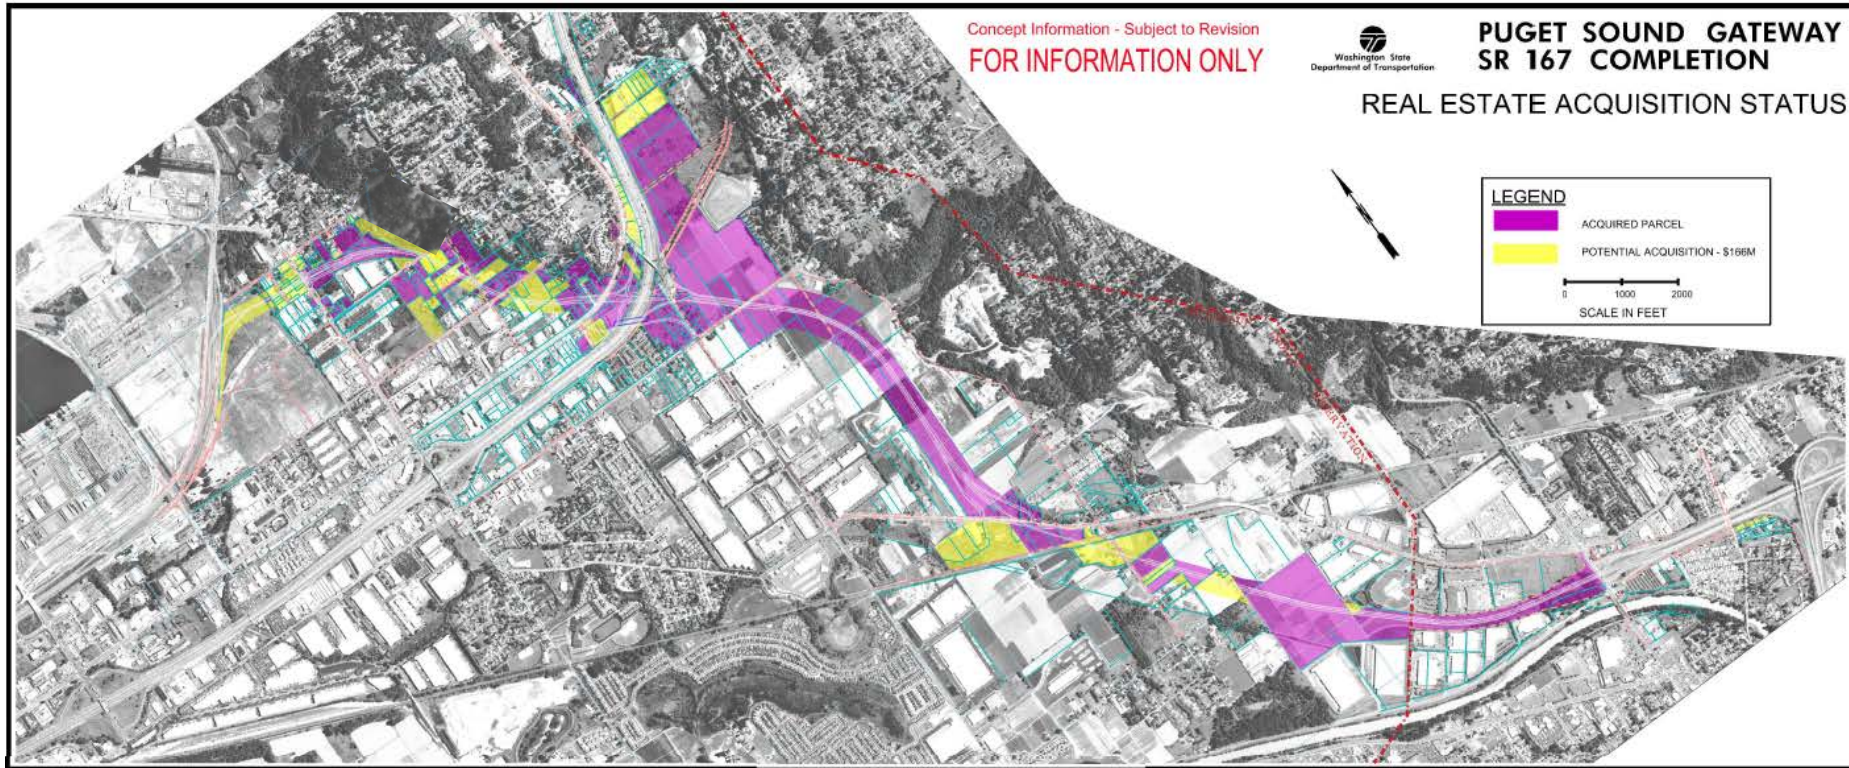 Concept Information - Subject to Revision
FOR INFORMATION ONLY
Washington State
Department of Transportation
PUGET SOUND GATEWAY
SR 167 COMPLETION
REAL ESTATE ACQUISITION STATUS
LEGEND
ACQUIRED PARCEL
POTENTIAL ACQUISITION - $166M
0 1000 2000
SCALE IN FEET